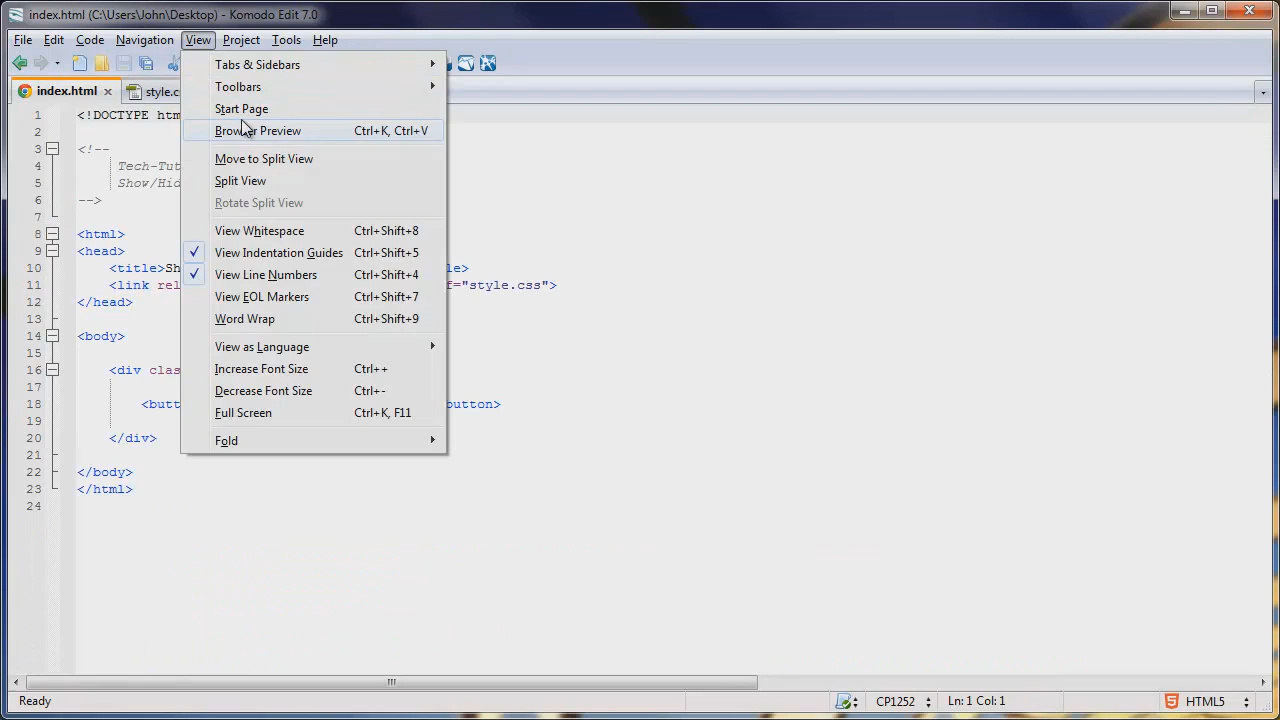 index.html (C:\Users\John\Desktop) - Komodo Edit 7.0
File Edit Code Navigation View Project Tools Help
index.html style.c
Tabs & Sidebars
Toolbars
Start Page
Browser Preview Ctrl+K, Ctrl+V
Move to Split View
Split View
Rotate Split View
View Whitespace Ctrl+Shift+8
View Indentation Guides Ctrl+Shift+5
View Line Numbers Ctrl+Shift+4
View EOL Markers Ctrl+Shift+7
Word Wrap Ctrl+Shift+9
View as Language
Increase Font Size Ctrl++
Decrease Font Size Ctrl+-
Full Screen Ctrl+K, F11
Fold
1 <!DOCTYPE htm
2
3 <!--
4 Tech-Tut
5 Show/Hid
6 -->
7
8 <html>
9 <head>
10 <title>Sh le>
11 <link rel f="style.css">
12 </head>
13
14 <body>
15
16 <div clas
17
18 <butt button>
19
20 </div>
21
22 </body>
23 </html>
24
Ready CP1252 Ln: 1 Col: 1 HTML5